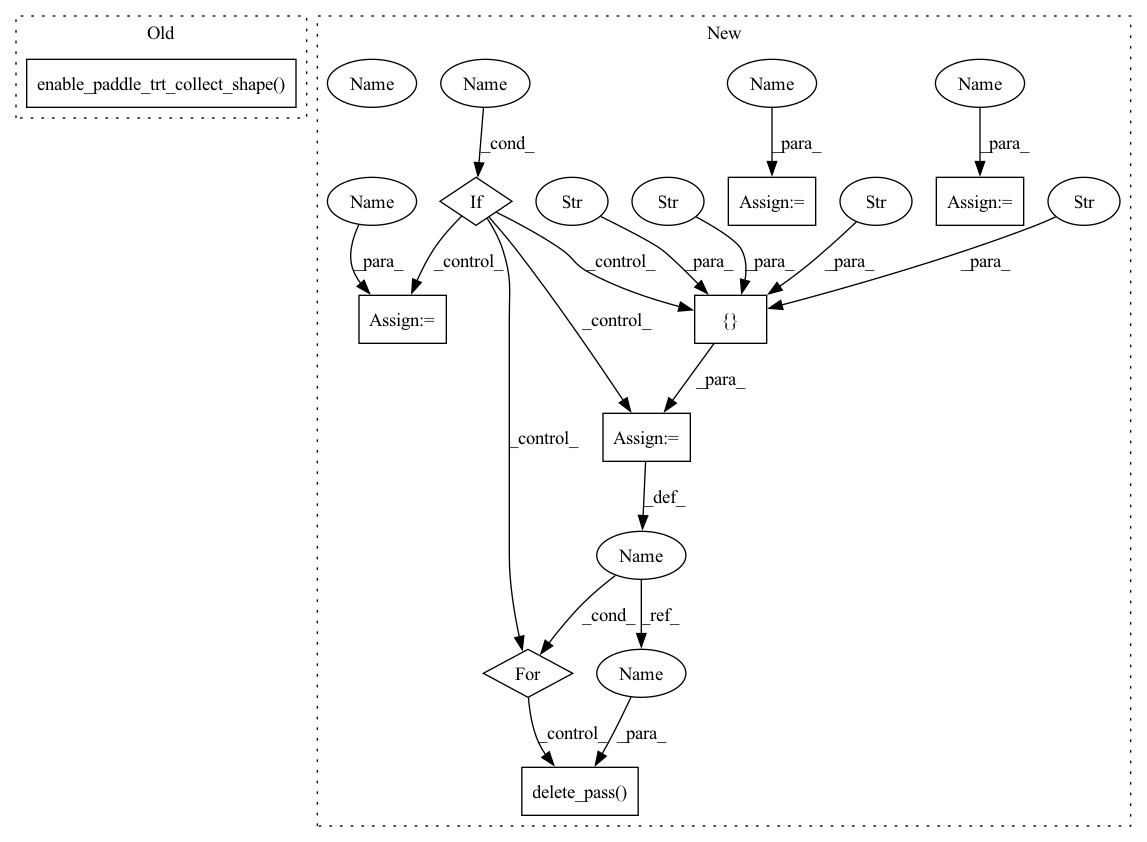 Old
New
enable_paddle_trt_collect_shape()
Name
Name
Name
Name
_cond_
_para_
_para_
Name
If
Str
Str
Assign:=
Str
Assign:=
Str
_para_
_control_
_control_
_para_
_para_
_para_
_para_
Assign:=
{}
_control_
_para_
_control_
Assign:=
_def_
Name
_cond_
_ref_
For
Name
_control_
_para_
delete_pass()